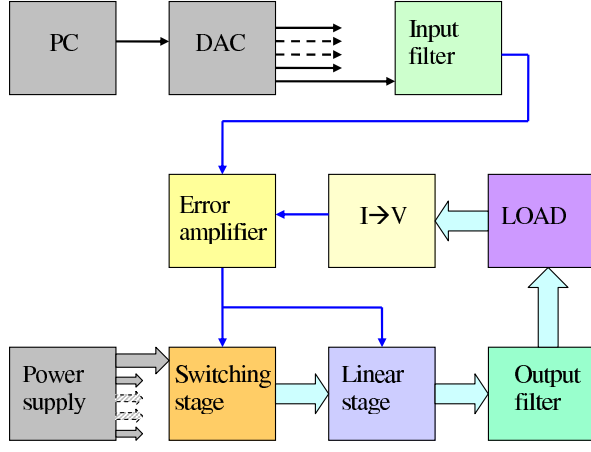 PC
DAC
Input
filter
Error
amplifier
I→V
LOAD
Power
supply
Switching
stage
Linear
stage
Output
filter